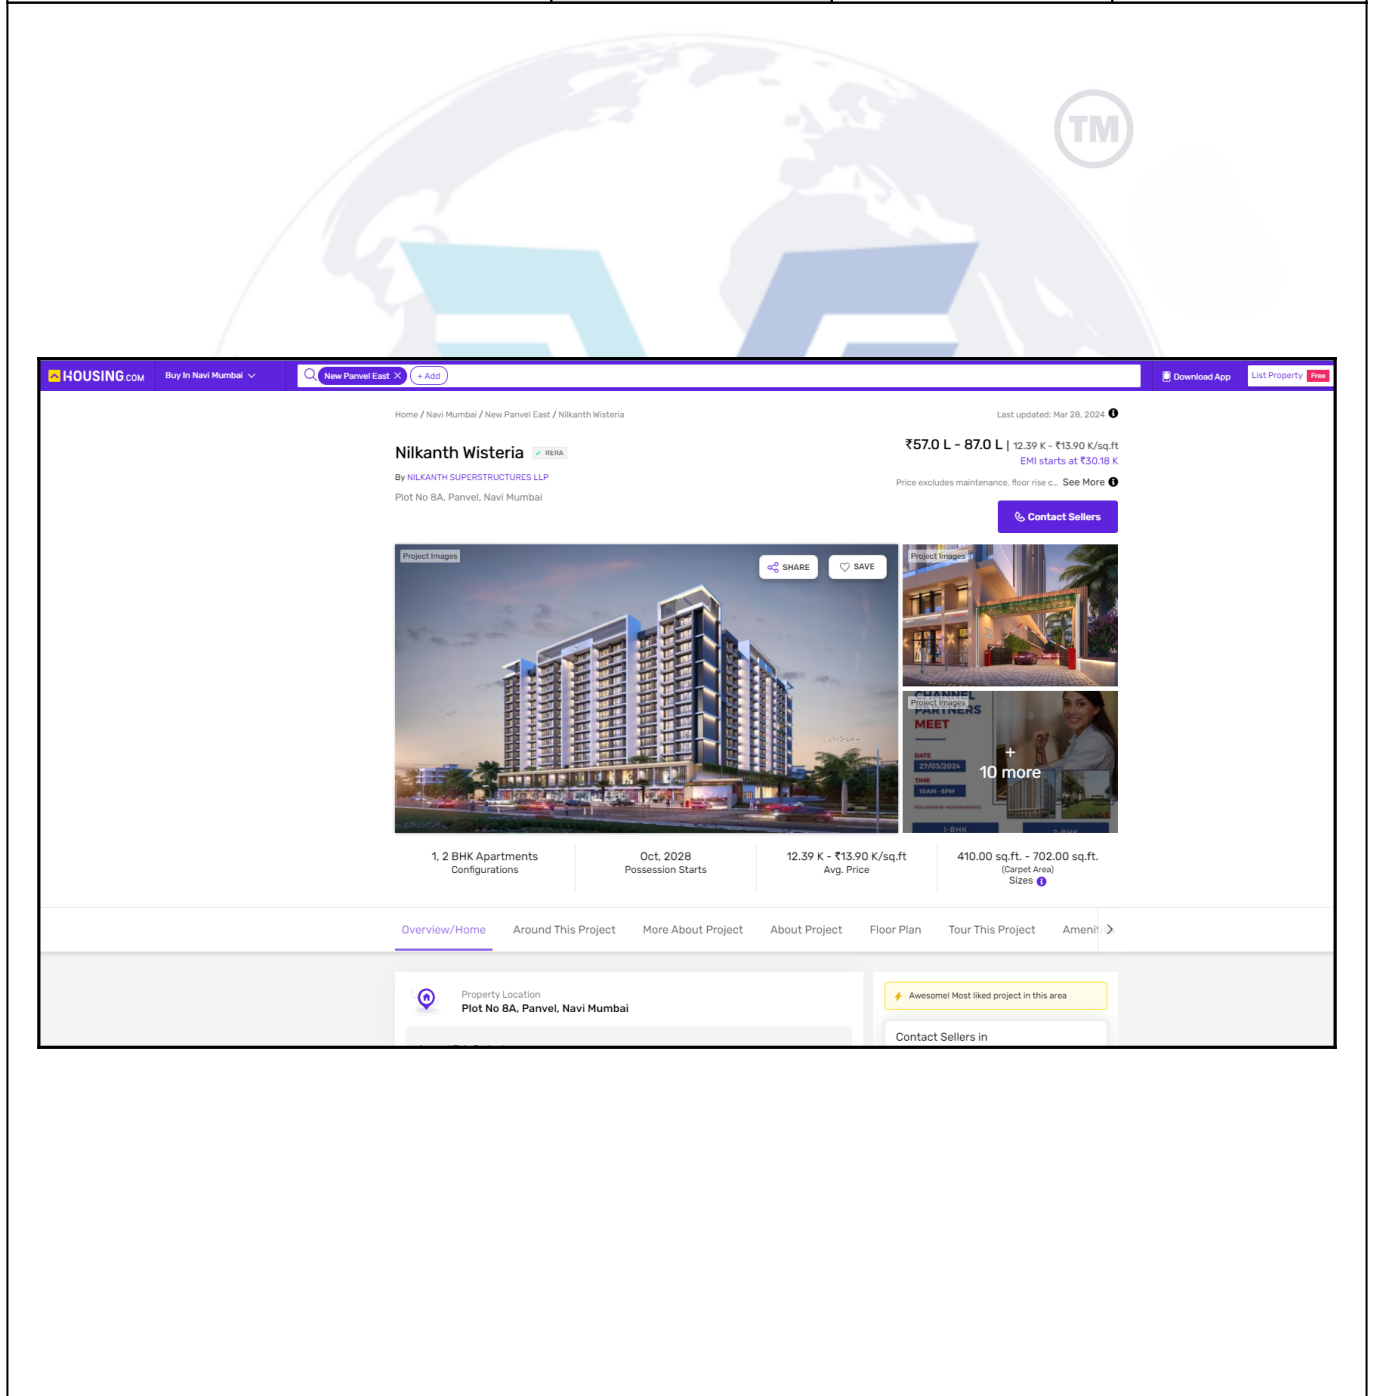 TM
HOUSING.COM
Buy In Navi Mumbai
New Panvel East
+ Add
Download App
List Property Free
Home / Navi Mumbai / New Panvel East / Nilkanth Wisteria
Last updated: Mar 28, 2024
Nilkanth Wisteria
RERA
₹57.0 L - 87.0 L | 12.39 K - ₹13.90 K/sq.ft
EMI starts at ₹30.18 K
By NILKANTH SUPERSTRUCTURES LLP
Price excludes maintenance, floor rise c... See More
Plot No 8A, Panvel, Navi Mumbai
Contact Sellers
Project Images
SHARE
SAVE
Project Images
Project Images
CHANNEL
PARTNERS
MEET
DATE
27/03/2024
TIME
10AM-6PM
FOLLOWED BY REFRESHMENTS!
1-BHK
2-BHK
+
10 more
1, 2 BHK Apartments
Configurations
Oct, 2028
Possession Starts
12.39 K - ₹13.90 K/sq.ft
Avg. Price
410.00 sq.ft. - 702.00 sq.ft.
(Carpet Area)
Sizes
Overview/Home
Around This Project
More About Project
About Project
Floor Plan
Tour This Project
Property Location
Plot No 8A, Panvel, Navi Mumbai
Awesome! Most liked project in this area
Contact Sellers in